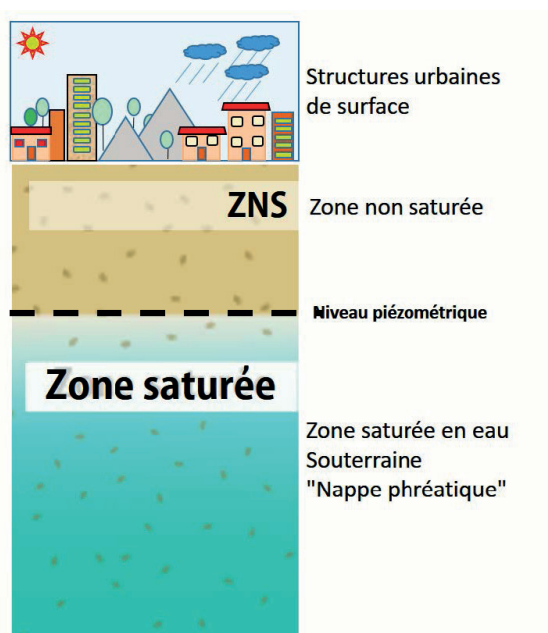 Structures urbaines
de surface
ZNS
Zone non saturée
Niveau piézométrique
Zone saturée
Zone saturée en eau
Souterraine
"Nappe phréatique"